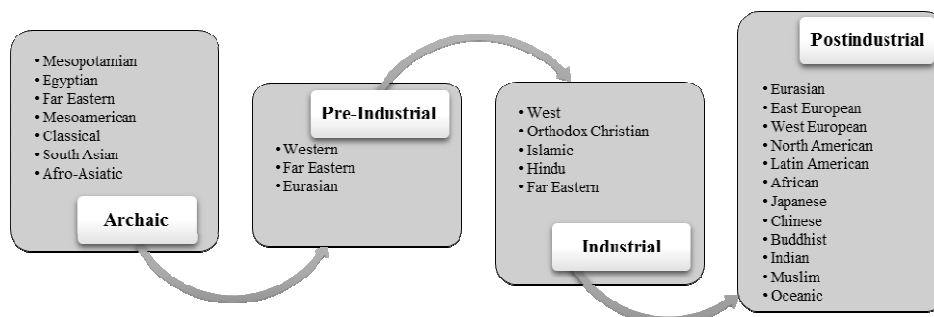 • Mesopotamian
• Egyptian
• Far Eastern
• Mesoamerican
• Classical
• South Asian
• Afro-Asiatic
Archaic
Pre-Industrial
• Western
• Far Eastern
• Eurasian
• West
• Orthodox Christian
• Islamic
• Hindu
• Far Eastern
Industrial
Postindustrial
• Eurasian
• East European
• West European
• North American
• Latin American
• African
• Japanese
• Chinese
• Buddhist
• Indian
• Muslim
• Oceanic